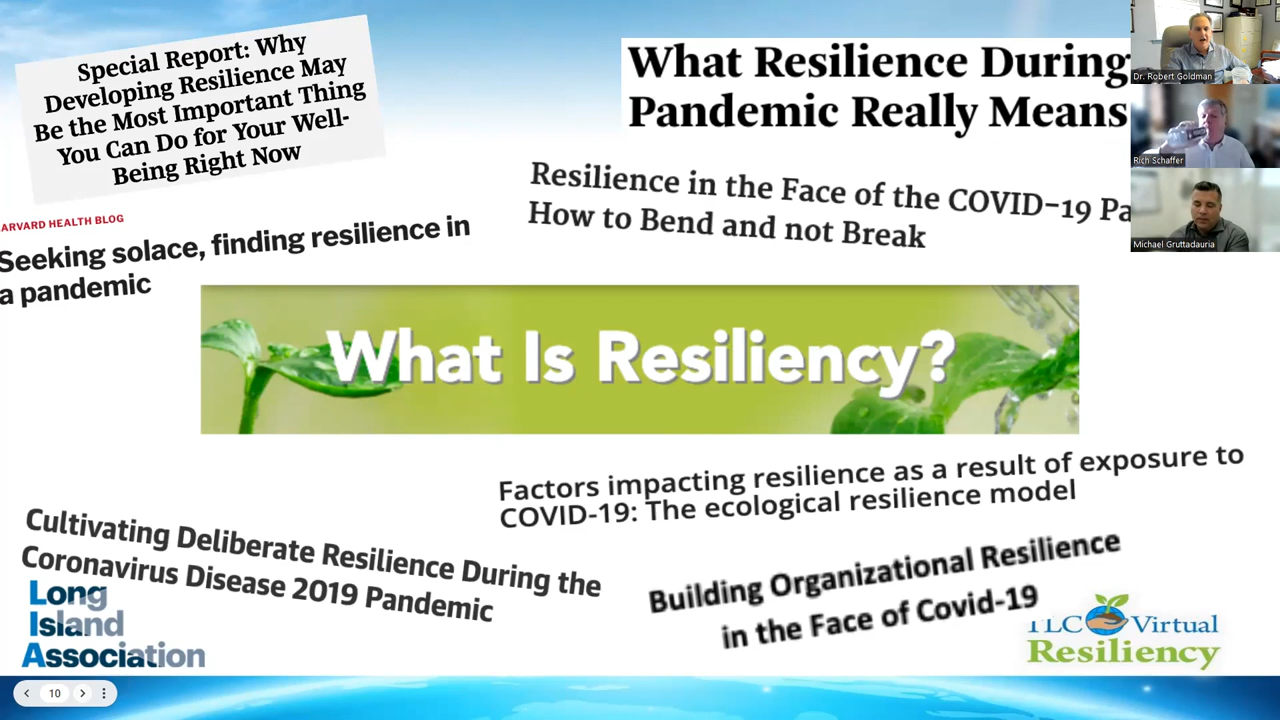 Special Report: Why
Developing Resilience May
Be the Most Important Thing
You Can Do for Your Well-
Being Right Now
What Resilience During
Pandemic Really Means
Dr. Robert Goldman
Rich Schaffer
Michael Gruttadauria
Resilience in the Face of the COVID-19 Pa
How to Bend and not Break
ARVARD HEALTH BLOG
Seeking solace, finding resilience in
a pandemic
What Is Resiliency?
Factors impacting resilience as a result of exposure to
COVID-19: The ecological resilience model
Cultivating Deliberate Resilience During the
Coronavirus Disease 2019 Pandemic
Building Organizational Resilience
in the Face of Covid-19
Long
Island
Association
TLC Virtual
Resiliency
10